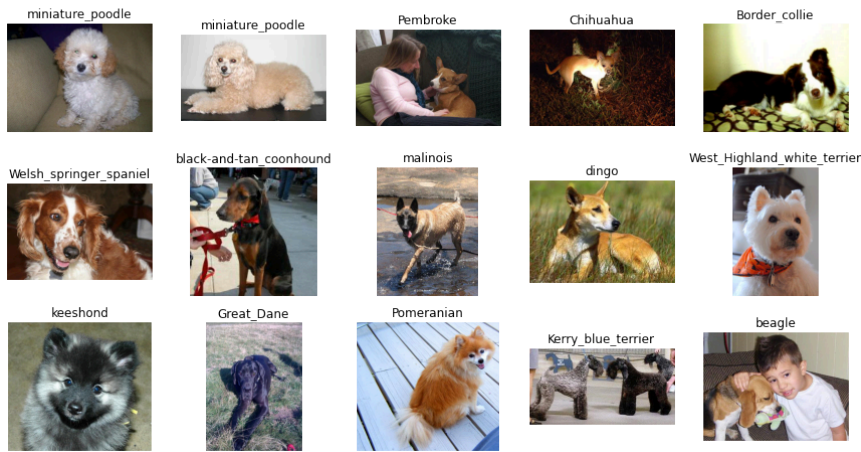 miniature_poodle
miniature_poodle
Pembroke
Chihuahua
Border_collie
Welsh_springer_spaniel
black-and-tan_coonhound
malinois
dingo
West_Highland_white_terrier
keeshond
Great_Dane
Pomeranian
Kerry_blue_terrier
beagle